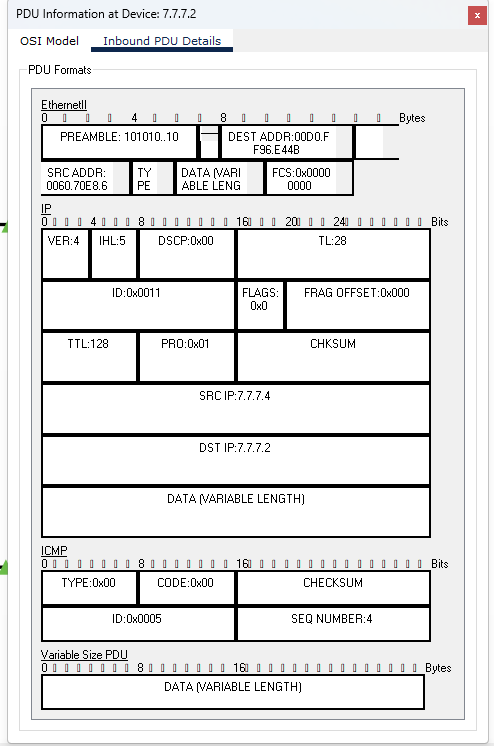 PDU Information at Device: 7.7.7.2
x
OSI Model Inbound PDU Details
PDU Formats
EthernetII
0 4 8 Bytes
PREAMBLE: 101010..10 DEST ADDR:00D0.F
F96.E44B
SRC ADDR: TY DATA (VARI FCS:0x0000
0060.70E8.6 PE ABLE LENG 0000
IP
0 4 8 16 20 24 Bits
VER:4 IHL:5 DSCP:0x00 TL:28
ID:0x0011 FLAGS: FRAG OFFSET:0x000
0x0
TTL:128 PRO:0x01 CHKSUM
SRC IP:7.7.7.4
DST IP:7.7.7.2
DATA (VARIABLE LENGTH)
ICMP
0 8 16 Bits
TYPE:0x00 CODE:0x00 CHECKSUM
ID:0x0005 SEQ NUMBER:4
Variable Size PDU
0 8 16 Bytes
DATA (VARIABLE LENGTH)